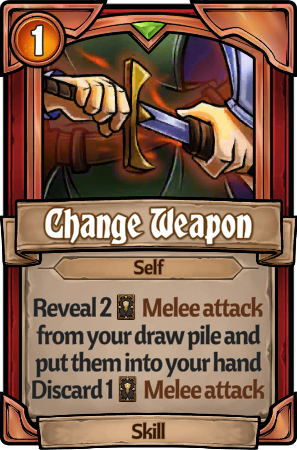 1
Change Weapon
Self
Reveal 2 Melee attack
from your draw pile and
put them into your hand
Discard 1 Melee attack
Skill